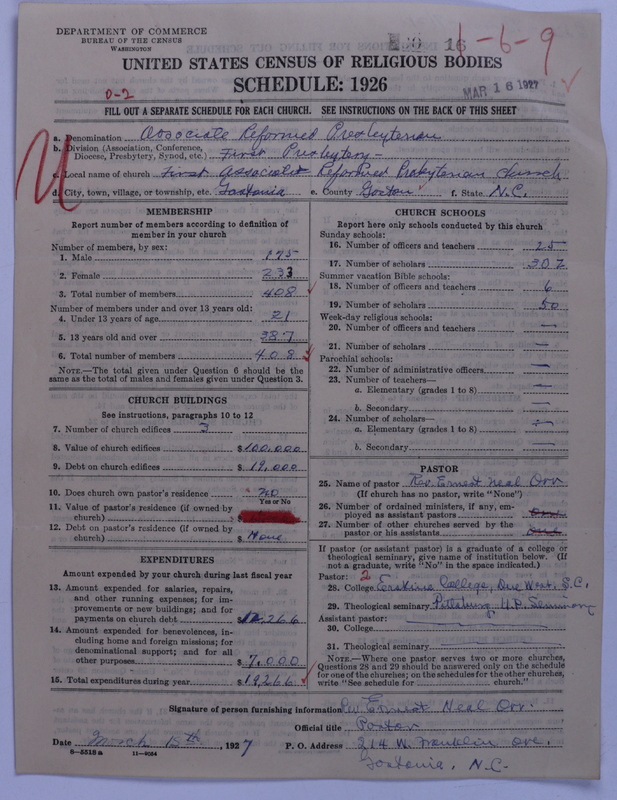 DEPARTMENT OF COMMERCE
BUREAU OF THE CENSUS
WASHINGTON
16
1-6-9
UNITED STATES CENSUS OF RELIGIOUS BODIES
SCHEDULE: 1926
MAR 16 1927
0-2
FILL OUT A SEPARATE SCHEDULE FOR EACH CHURCH. SEE INSTRUCTIONS ON THE BACK OF THIS SHEET
a. Denomination Associate Reformed Presbyterian
b. Division (Association, Conference,
Diocese, Presbytery, Synod, etc.) First Presbytery
c. Local name of church First Associate Reformed Presbyterian Church
d. City, town, village, or township, etc. Gastonia e. County Gaston f. State N.C.
MEMBERSHIP
Report number of members according to definition of
member in your church
Number of members, by sex:
1. Male 175
2. Female 233
3. Total number of members 408
Number of members under and over 13 years old:
4. Under 13 years of age 21
5. 13 years old and over 387
6. Total number of members 408
NOTE.—The total given under Question 6 should be
same as the total of males and females given under Question 3.
CHURCH BUILDINGS
See instructions, paragraphs 10 to 12
7. Number of church edifices 3
8. Value of church edifices $100,000
9. Debt on church edifices $19,000
10. Does church own pastor's residence no
Yes or No
11. Value of pastor's residence (if owned by
church) $
12. Debt on pastor's residence (if owned by
church) $ None
EXPENDITURES
Amount expended by your church during last fiscal year
13. Amount expended for salaries, repairs,
and other running expenses; for im-
provements or new buildings; and for
payments on church debt $12,266
14. Amount expended for benevolences, in-
cluding home and foreign missions; for
denominational support; and for all
other purposes $7,000
15. Total expenditures during year $19,266
CHURCH SCHOOLS
Report here only schools conducted by this church
Sunday schools:
16. Number of officers and teachers 25
17. Number of scholars 302
Summer vacation Bible schools:
18. Number of officers and teachers 6
19. Number of scholars 50
Week-day religious schools:
20. Number of officers and teachers —
21. Number of scholars —
Parochial schools:
22. Number of administrative officers —
23. Number of teachers—
a. Elementary (grades 1 to 8) —
b. Secondary —
24. Number of scholars—
a. Elementary (grades 1 to 8) —
b. Secondary —
PASTOR
25. Name of pastor Rev. Ernest Neal Orr
(If church has no pastor, write "None")
26. Number of ordained ministers, if any, em-
ployed as assistant pastors
27. Number of other churches served by the
pastor or his assistants
If pastor (or assistant pastor) is a graduate of a college or
theological seminary, give name of institution below. (If
not a graduate, write "No" in the space indicated.)
Pastor: 2
28. College Erskine College, Due West, S.C.
29. Theological seminary Pittsburg U.P. Seminary
Assistant pastor:
30. College —
31. Theological seminary —
NOTE.—Where one pastor serves two or more churches,
Questions 28 and 29 should be answered only on the schedule
for one of the churches; on the schedules for the other churches,
write "See schedule for church."
Signature of person furnishing information Rev. Ernest Neal Orr
Official title Pastor
Date March 15th, 1927 P. O. Address 214 W. Franklin Ave.
8—5518 a 11—9064
Gastonia, N.C.